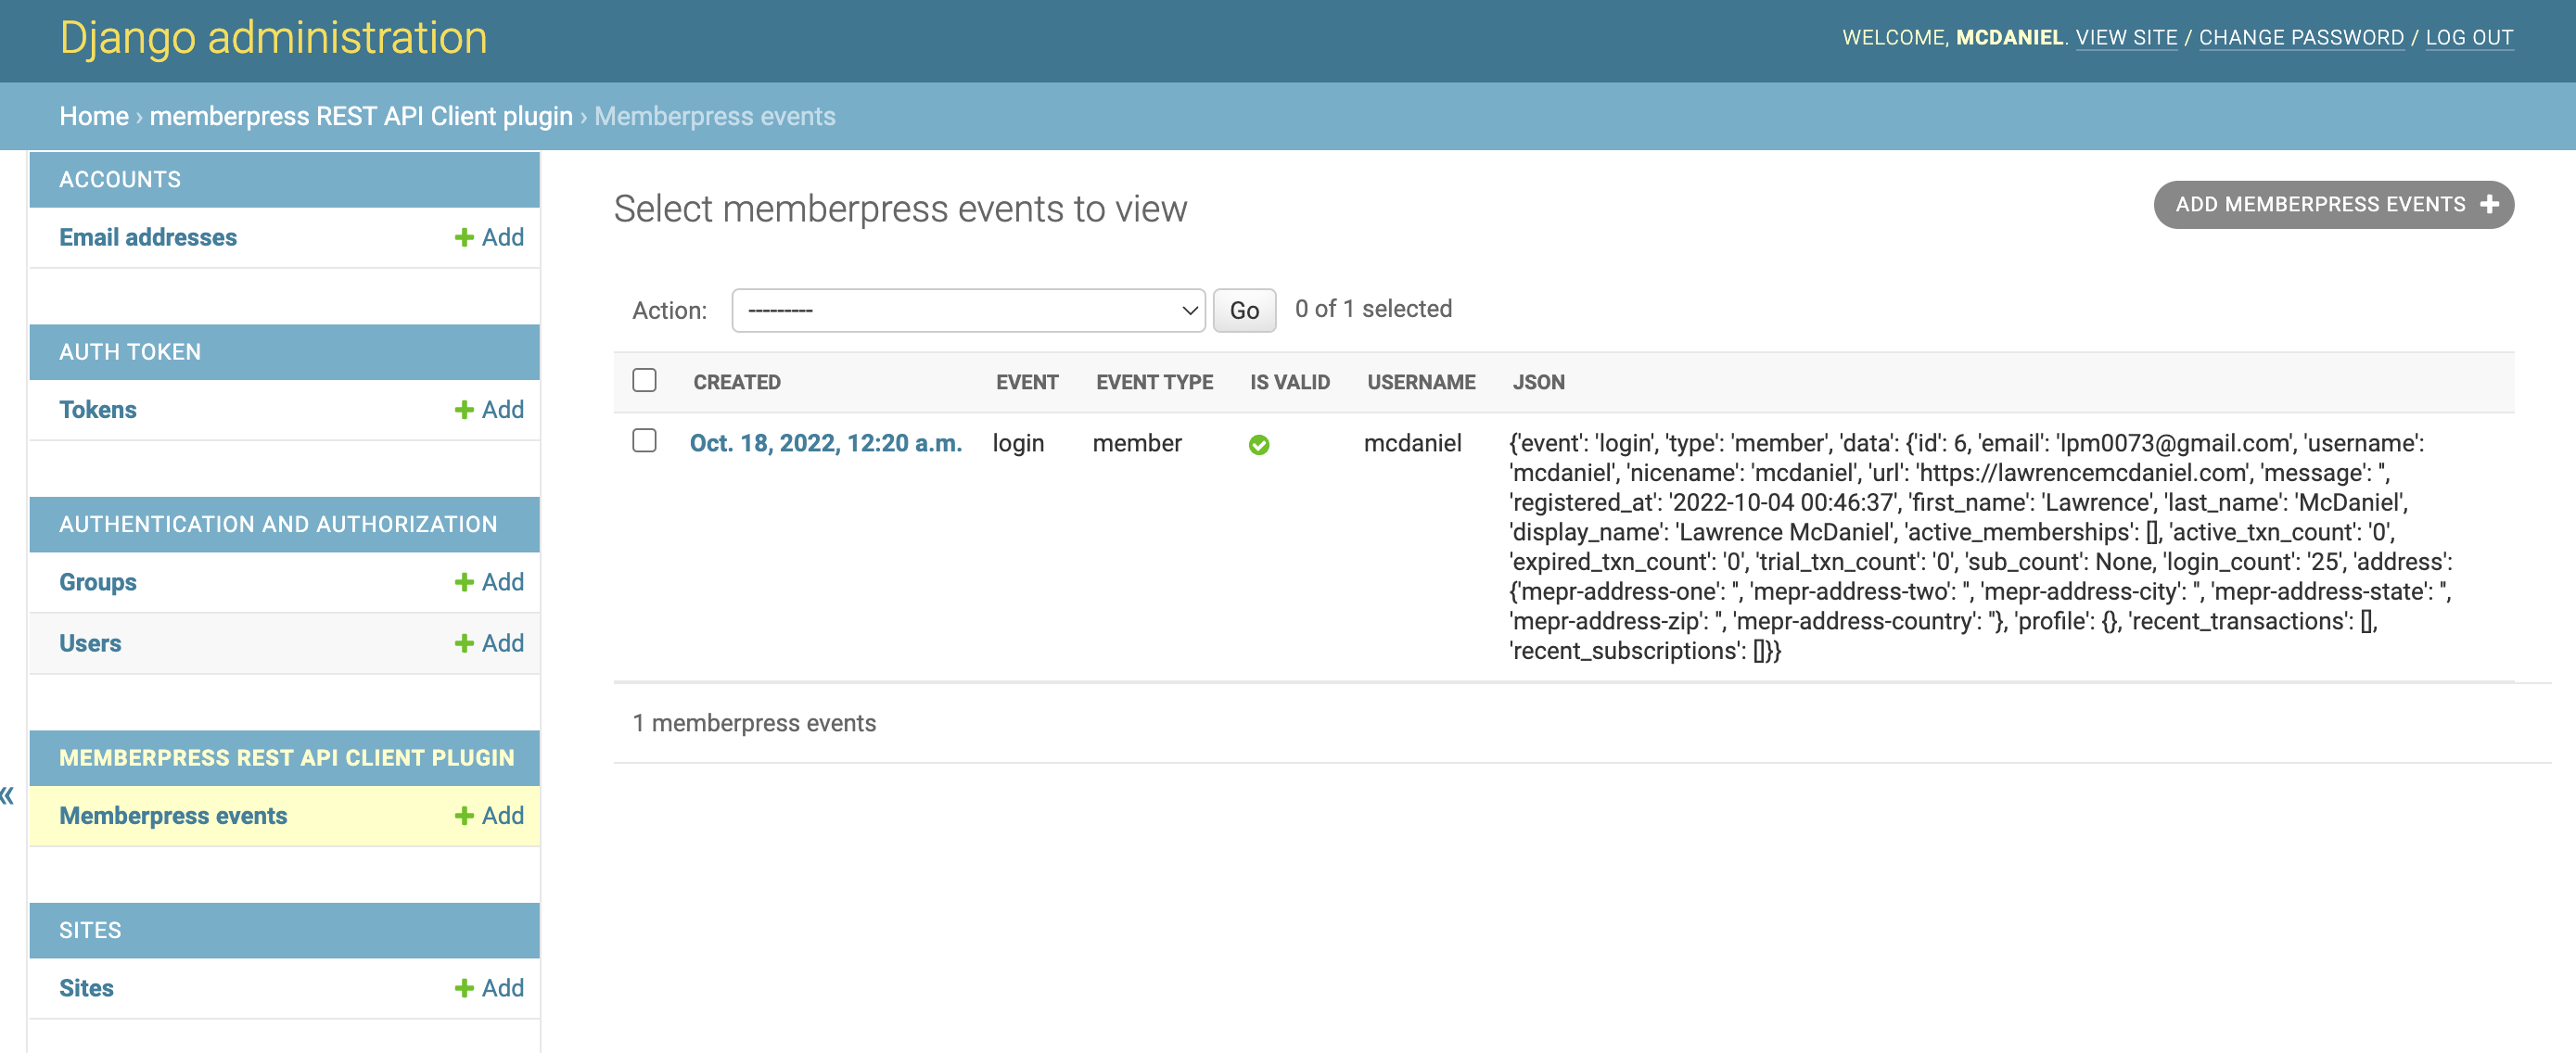 Django administration
WELCOME, MCDANIEL. VIEW SITE / CHANGE PASSWORD / LOG OUT
Home › memberpress REST API Client plugin › Memberpress events
ACCOUNTS
Email addresses + Add
AUTH TOKEN
Tokens + Add
AUTHENTICATION AND AUTHORIZATION
Groups + Add
Users + Add
MEMBERPRESS REST API CLIENT PLUGIN
Memberpress events + Add
SITES
Sites + Add
«
Select memberpress events to view
ADD MEMBERPRESS EVENTS +
Action: --------- Go 0 of 1 selected
CREATED EVENT EVENT TYPE IS VALID USERNAME JSON
Oct. 18, 2022, 12:20 a.m. login member mcdaniel {'event': 'login', 'type': 'member', 'data': {'id': 6, 'email': 'lpm0073@gmail.com', 'username':
'mcdaniel', 'nicename': 'mcdaniel', 'url': 'https://lawrencemcdaniel.com', 'message': '',
'registered_at': '2022-10-04 00:46:37', 'first_name': 'Lawrence', 'last_name': 'McDaniel',
'display_name': 'Lawrence McDaniel', 'active_memberships': [], 'active_txn_count': '0',
'expired_txn_count': '0', 'trial_txn_count': '0', 'sub_count': None, 'login_count': '25', 'address':
{'mepr-address-one': '', 'mepr-address-two': '', 'mepr-address-city': '', 'mepr-address-state': '',
'mepr-address-zip': '', 'mepr-address-country': ''}, 'profile': {}, 'recent_transactions': [],
'recent_subscriptions': []}}
1 memberpress events